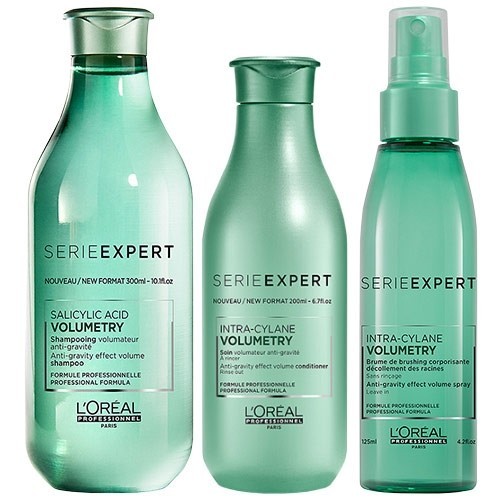 SERIEEXPERT
NOUVEAU / NEW FORMAT 300ml - 10.1fl.oz
SALICYLIC ACID
VOLUMETRY
Shampooing volumateur
anti-gravité
Anti-gravity effect volume
shampoo
FORMULE PROFESSIONNELLE
PROFESSIONAL FORMULA
L'ORÉAL
PROFESSIONNEL
PARIS
SERIEEXPERT
NOUVEAU / NEW FORMAT 200ml - 6.7fl.oz
INTRA-CYLANE
VOLUMETRY
Soin volumateur anti-gravité
À rincer
Anti-gravity effect volume conditioner
Rinse out
FORMULE PROFESSIONNELLE
PROFESSIONAL FORMULA
L'ORÉAL
PROFESSIONNEL
PARIS
SERIEEXPERT
INTRA-CYLANE
VOLUMETRY
Brume de brushing corporisante
décollement des racines
Sans rinçage
Anti-gravity effect volume spray
Leave in
FORMULE PROFESSIONNELLE
PROFESSIONAL FORMULA
L'ORÉAL
PROFESSIONNEL
PARIS
125ml 4.2fl.oz